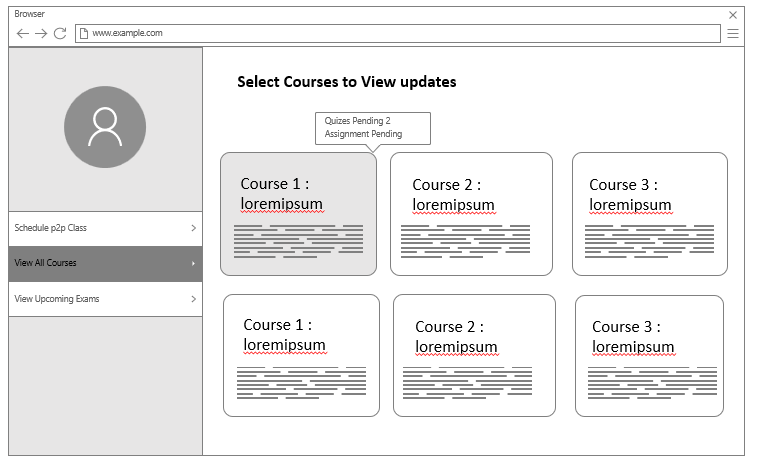 Browser
www.example.com
Select Courses to View updates
Quizes Pending 2
Assignment Pending
Course 1 :
loremipsum
Course 2 :
loremipsum
Course 3 :
loremipsum
Schedule p2p Class
View All Courses
View Upcoming Exams
Course 1 :
loremipsum
Course 2 :
loremipsum
Course 3 :
loremipsum